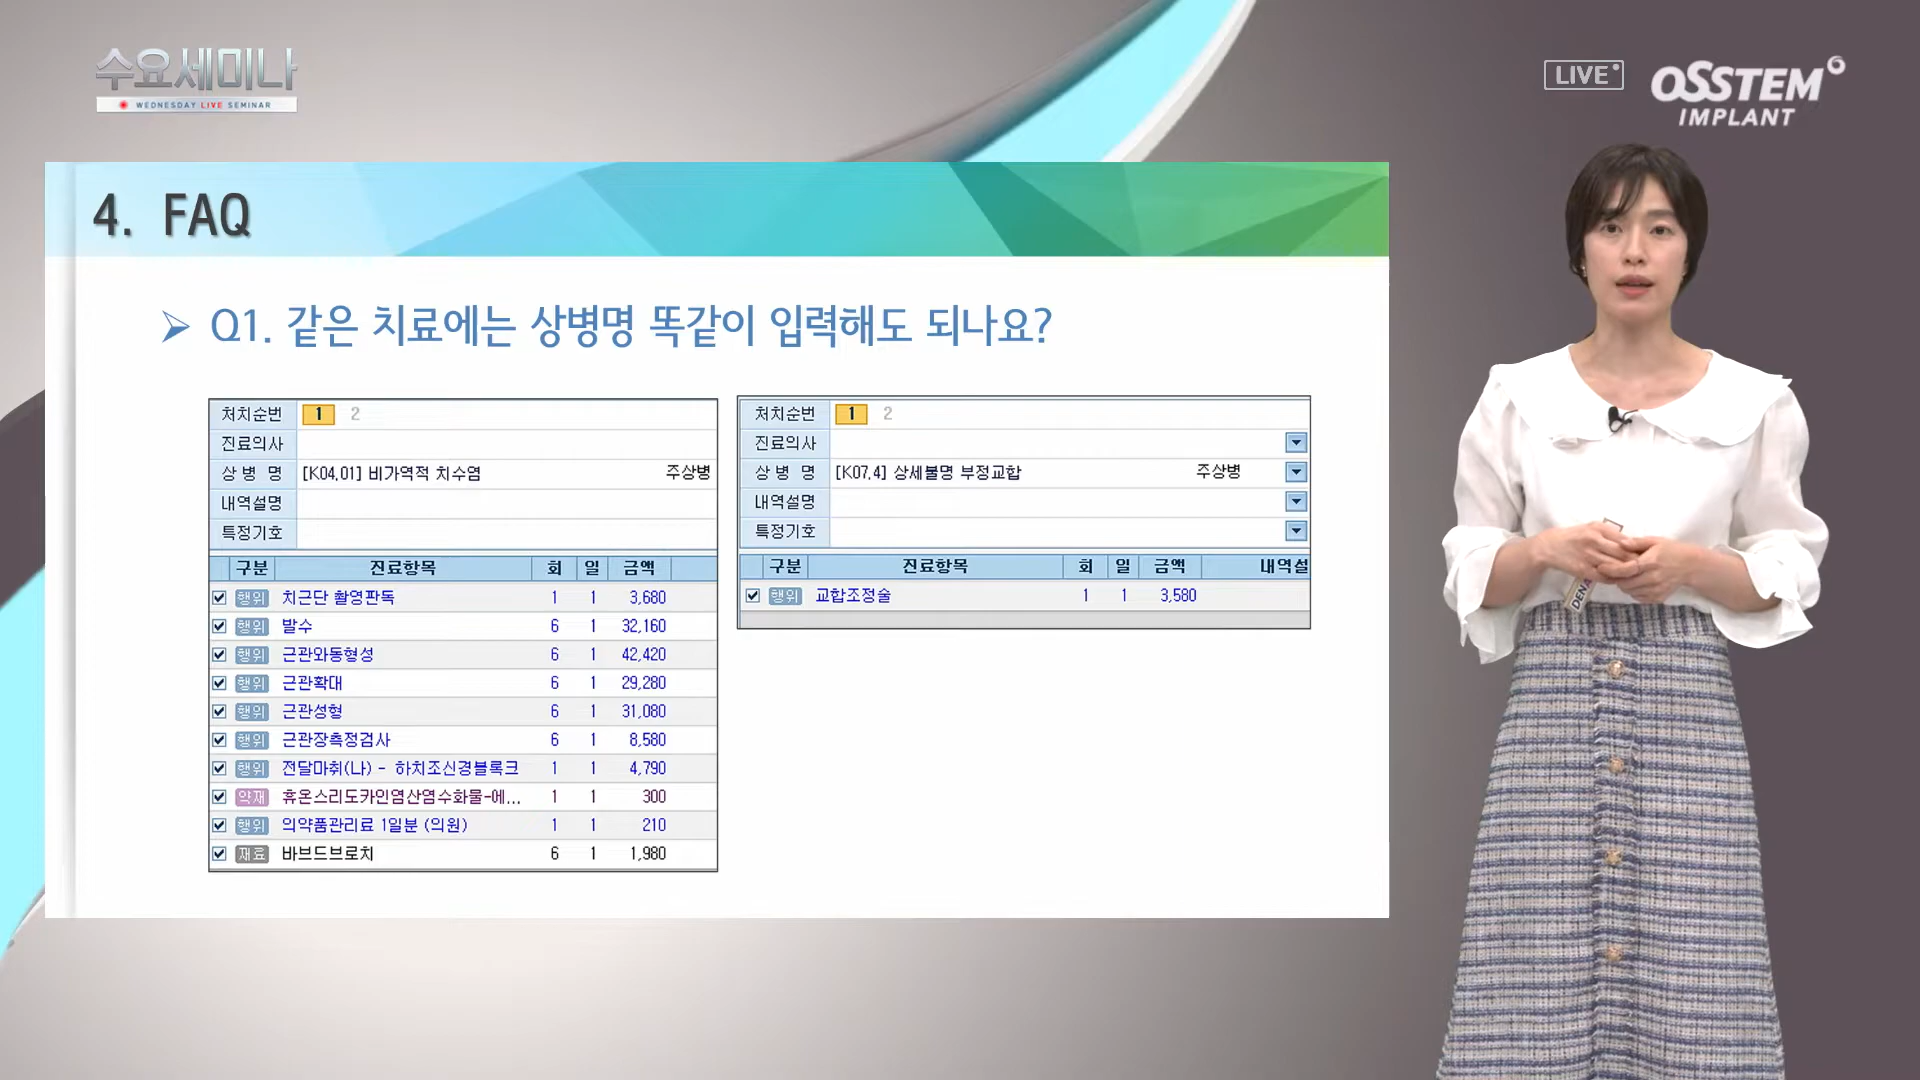 수요세미나
WEDNESDAY LIVE SEMINAR
LIVE
OSSTEM
IMPLANT
4. FAQ
➢ Q1. 같은 치료에는 상병명 똑같이 입력해도 되나요?
처치순번 1 2
진료의사
상 병 명 [K04.01] 비가역적 치수염 주상병
내역설명
특정기호
구분 진료항목 회 일 금액
행위 치근단 촬영판독 1 1 3,680
행위 발수 6 1 32,160
행위 근관와동형성 6 1 42,420
행위 근관확대 6 1 29,280
행위 근관성형 6 1 31,080
행위 근관장측정검사 6 1 8,580
행위 전달마취(나) - 하치조신경블록크 1 1 4,790
약재 휴온스리도카인염산염수화물-에... 1 1 300
행위 의약품관리료 1일분 (의원) 1 1 210
재료 바브드브로치 6 1 1,980
처치순번 1 2
진료의사
상 병 명 [K07.4] 상세불명 부정교합 주상병
내역설명
특정기호
구분 진료항목 회 일 금액 내역설
행위 교합조정술 1 1 3,580